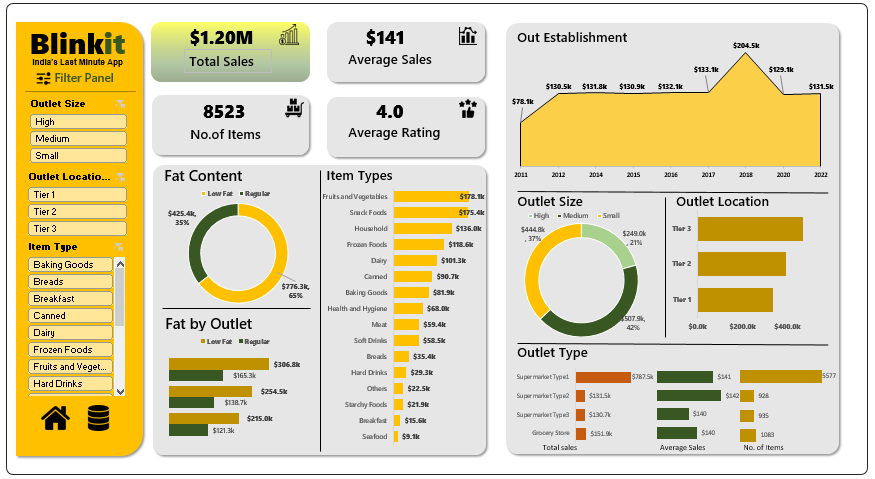 Blinkit
India's Last Minute App
Filter Panel
Outlet Size
High
Medium
Small
Outlet Locatio...
Tier 1
Tier 2
Tier 3
Item Type
Baking Goods
Breads
Breakfast
Canned
Dairy
Frozen Foods
Fruits and Veget...
Hard Drinks
$1.20M
Total Sales
$141
Average Sales
8523
No.of Items
4.0
Average Rating
Fat Content
Low Fat Regular
$425.4k,
35%
$776.3k,
65%
Fat by Outlet
Low Fat Regular
$306.8k
$165.3k
$254.5k
$138.7k
$215.0k
$121.3k
Item Types
Fruits and Vegetables $178.1k
Snack Foods $175.4k
Household $136.0k
Frozen Foods $118.6k
Dairy $101.3k
Canned $90.7k
Baking Goods $81.9k
Health and Hygiene $68.0k
Meat $59.4k
Soft Drinks $58.5k
Breads $35.4k
Hard Drinks $29.3k
Others $22.5k
Starchy Foods $21.9k
Breakfast $15.6k
Seafood $9.1k
Out Establishment
$78.1k $130.5k $131.8k $130.9k $132.1k $133.1k $204.5k $129.1k $131.5k
2011 2012 2014 2015 2016 2017 2018 2020 2022
Outlet Size
High Medium Small
$444.8k
, 37%
$249.0k
, 21%
$507.9k,
42%
Outlet Location
Tier 3
Tier 2
Tier 1
$0.0k $200.0k $400.0k
Outlet Type
Supermarket Type1 $787.5k $141 $577
Supermarket Type2 $131.5k $142 928
Supermarket Type3 $130.7k $140 935
Grocery Store $151.9k $140 1083
Total sales Average Sales No. of Items